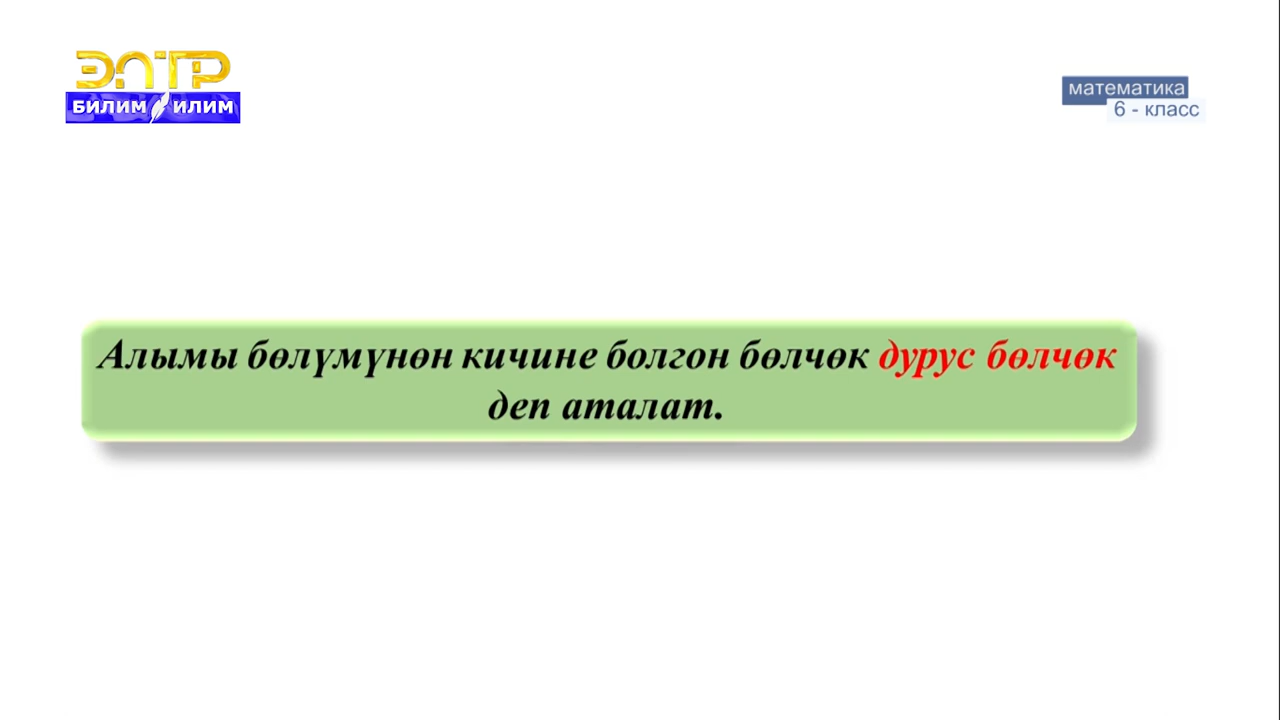 ЭЛТР
БИЛИМ ИЛИМ
математика
6 - класс
Алымы бөлүмүнөн кичине болгон бөлчөк дурус бөлчөк
деп аталат.